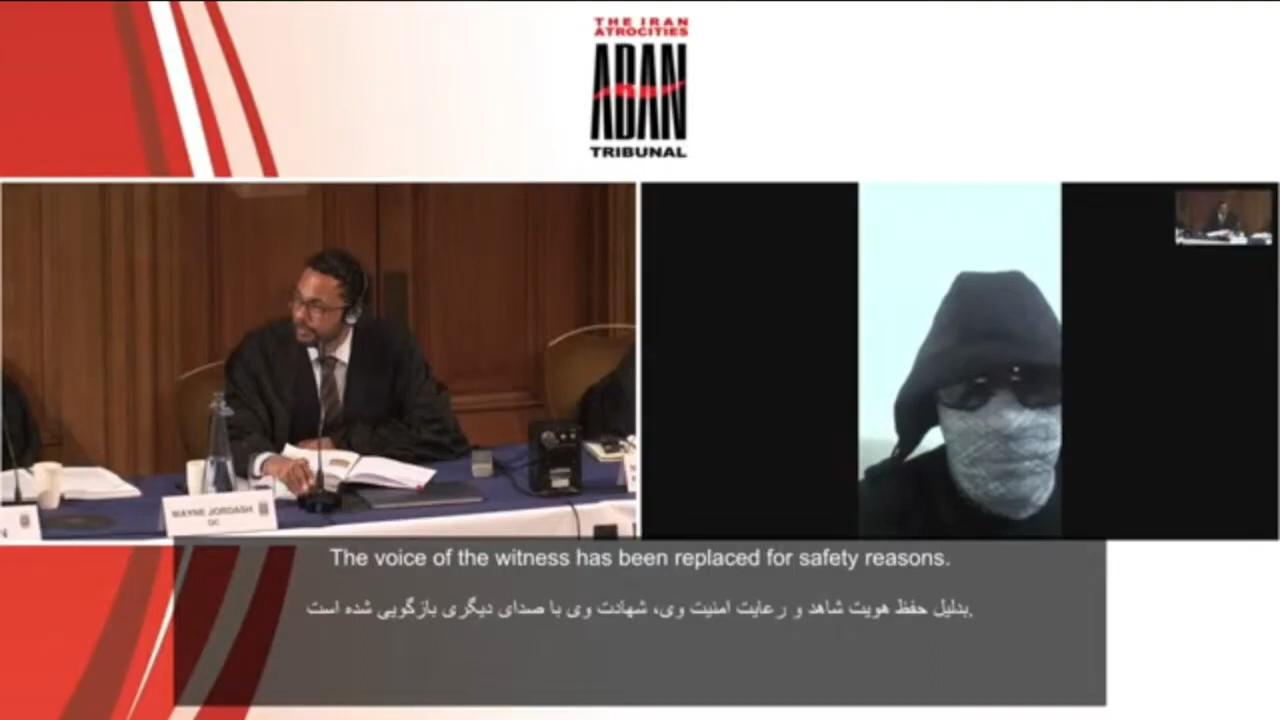 THE IRAN
ATROCITIES
ABAN
TRIBUNAL
WAYNE JORDASH
QC
The voice of the witness has been replaced for safety reasons.
بدلیل حفظ هویت شاهد و رعایت امنیت وی، شهادت وی با صدای دیگری بازگویی شده است.